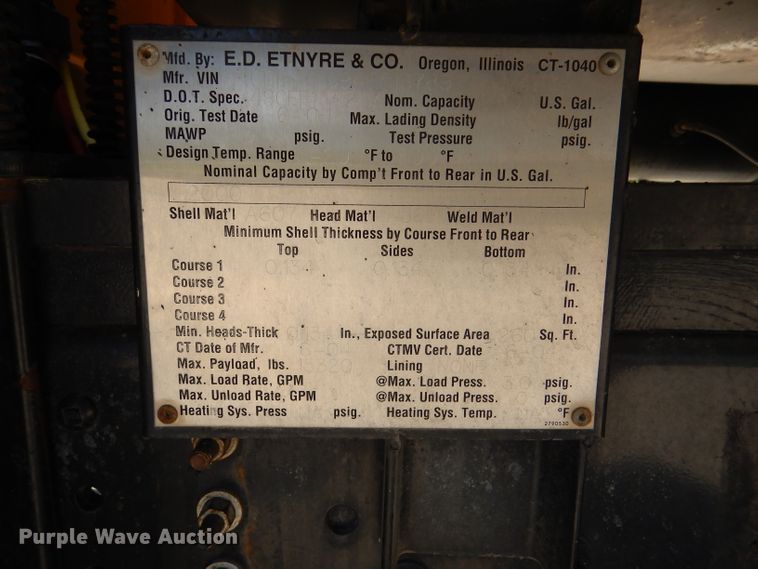 Mfd. By: E.D. ETNYRE & CO. Oregon, Illinois CT-1040
Mfr. VIN
D.O.T. Spec. Nom. Capacity U.S. Gal.
Orig. Test Date Max. Lading Density lb/gal
MAWP psig. Test Pressure psig.
Design Temp. Range °F to °F
Nominal Capacity by Comp't Front to Rear in U.S. Gal.
2000
Shell Mat'l A607 Head Mat'l Weld Mat'l
Minimum Shell Thickness by Course Front to Rear
Top Sides Bottom
Course 1 In.
Course 2 In.
Course 3 In.
Course 4 In.
Min. Heads-Thick In., Exposed Surface Area Sq. Ft.
CT Date of Mfr. CTMV Cert. Date
Max. Payload, lbs. Lining
Max. Load Rate, GPM @Max. Load Press. psig.
Max. Unload Rate, GPM @Max. Unload Press. psig.
Heating Sys. Press psig. Heating Sys. Temp. °F
2790530
Purple Wave Auction